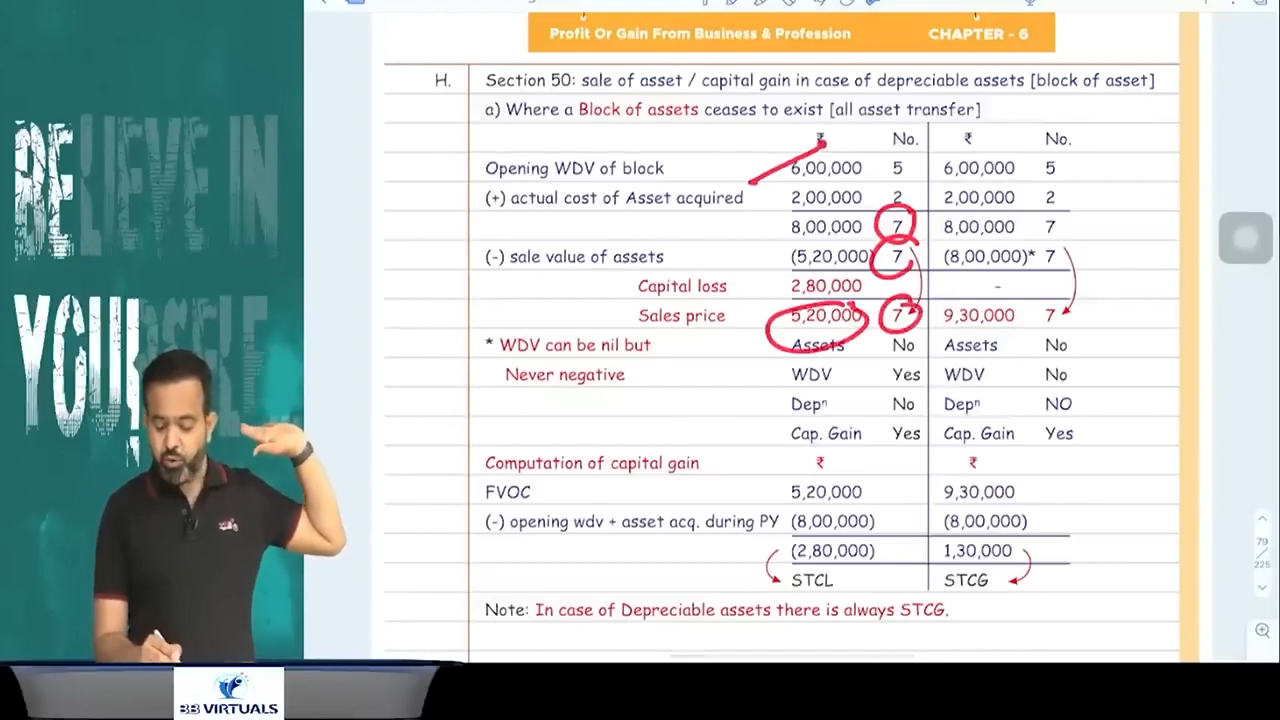 BELIEVE IN
YOURSELF
YOU!
Profit Or Gain From Business & Profession CHAPTER - 6
H. Section 50: sale of asset / capital gain in case of depreciable assets [block of asset]
a) Where a Block of assets ceases to exist [all asset transfer]
₹ No. ₹ No.
Opening WDV of block 6,00,000 5 6,00,000 5
(+) actual cost of Asset acquired 2,00,000 2 2,00,000 2
8,00,000 7 8,00,000 7
(-) sale value of assets (5,20,000) 7 (8,00,000)* 7
Capital loss 2,80,000 -
Sales price 5,20,000 7 9,30,000 7
* WDV can be nil but Assets No Assets No
Never negative WDV Yes WDV No
Depⁿ No Depⁿ NO
Cap. Gain Yes Cap. Gain Yes
Computation of capital gain ₹ ₹
FVOC 5,20,000 9,30,000
(-) opening wdv + asset acq. during PY (8,00,000) (8,00,000)
(2,80,000) 1,30,000
STCL STCG
Note: In case of Depreciable assets there is always STCG.
79
225
BB VIRTUALS